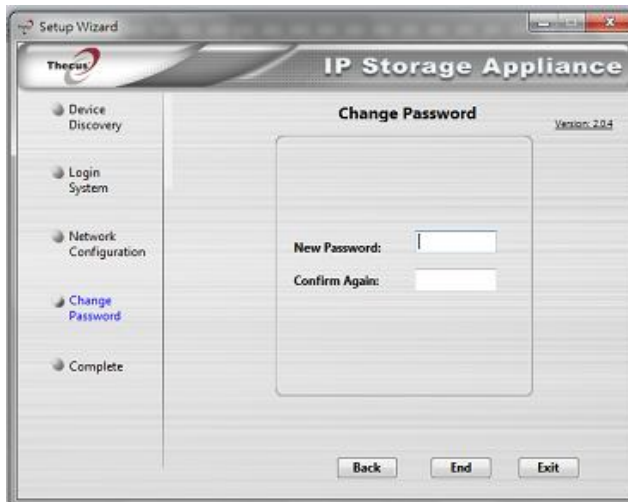 Setup Wizard
Thecus
IP Storage Appliance
Device
Discovery
Login
System
Network
Configuration
Change
Password
Complete
Change Password
Version: 2.0.4
New Password:
Confirm Again:
Back
End
Exit